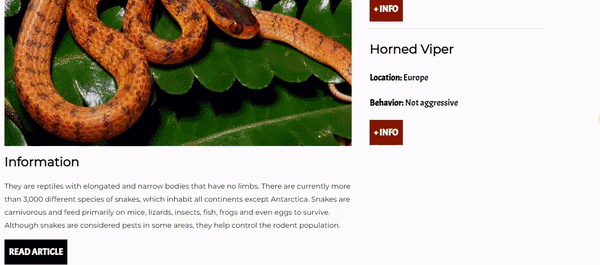 Information
They are reptiles with elongated and narrow bodies that have no limbs. There are currently more
than 3,000 different species of snakes, which inhabit all continents except Antarctica. Snakes are
carnivorous and feed primarily on mice, lizards, insects, fish, frogs and even eggs to survive.
Although snakes are considered pests in some areas, they help control the rodent population.
READ ARTICLE
+ INFO
Horned Viper
Location: Europe
Behavior: Not aggressive
+ INFO